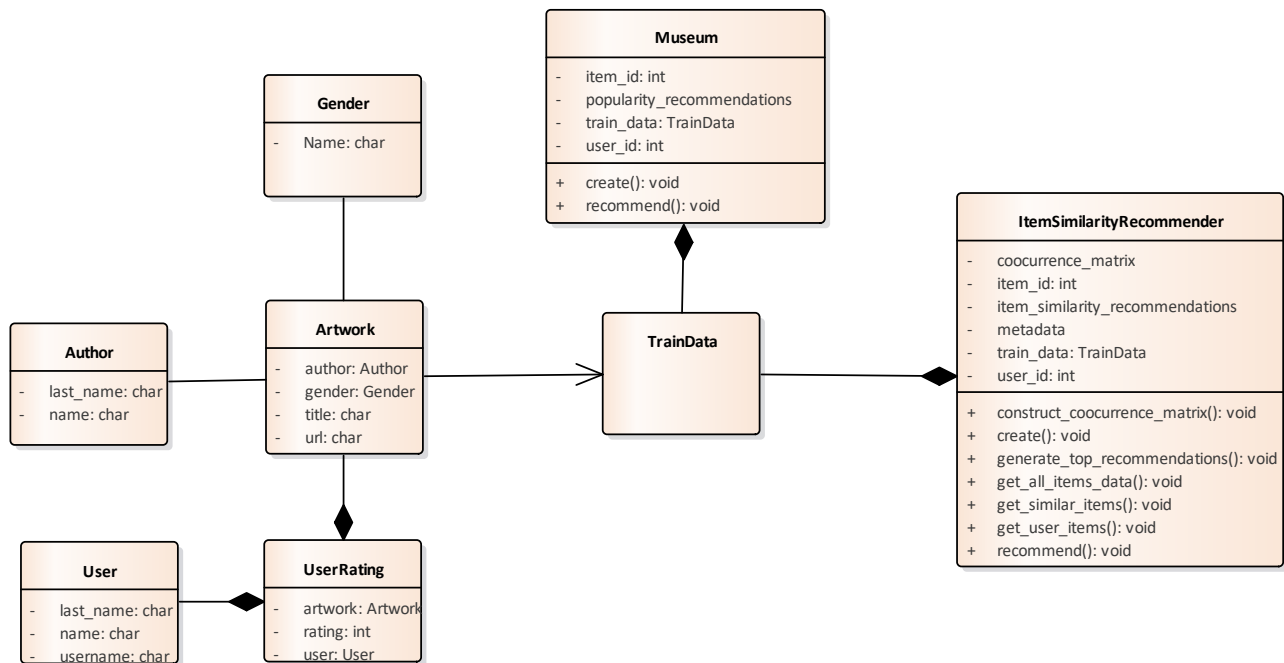 Museum
- item_id: int
- popularity_recommendations
- train_data: TrainData
- user_id: int
+ create(): void
+ recommend(): void
Gender
- Name: char
ItemSimilarityRecommender
- coocurrence_matrix
- item_id: int
- item_similarity_recommendations
- metadata
- train_data: TrainData
- user_id: int
+ construct_coocurrence_matrix(): void
+ create(): void
+ generate_top_recommendations(): void
+ get_all_items_data(): void
+ get_similar_items(): void
+ get_user_items(): void
+ recommend(): void
Author
- last_name: char
- name: char
Artwork
- author: Author
- gender: Gender
- title: char
- url: char
TrainData
User
- last_name: char
- name: char
- username: char
UserRating
- artwork: Artwork
- rating: int
- user: User